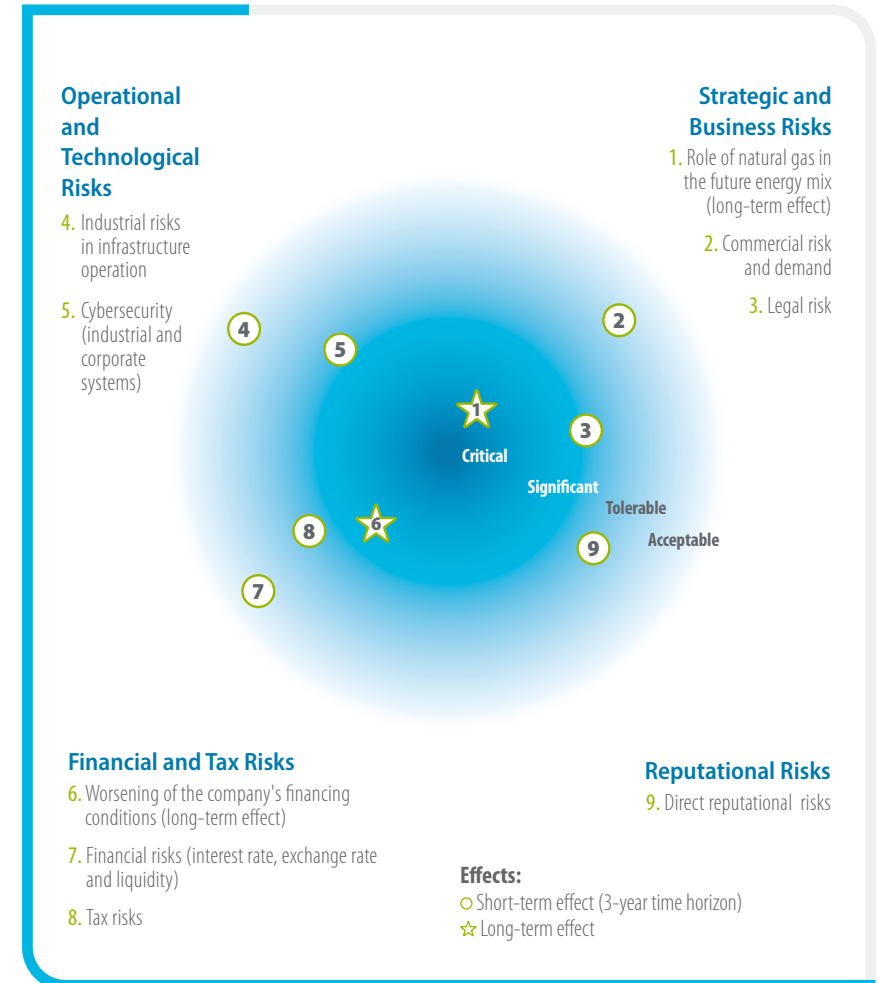 Operational
and
Technological
Risks
4. Industrial risks
in infrastructure
operation
5. Cybersecurity
(industrial and
corporate
systems)
Strategic and
Business Risks
1. Role of natural gas in
the future energy mix
(long-term effect)
2. Commercial risk
and demand
3. Legal risk
4
5
2
1
3
Critical
Significant
Tolerable
Acceptable
6
8
9
7
Financial and Tax Risks
6. Worsening of the company's financing
conditions (long-term effect)
7. Financial risks (interest rate, exchange rate
and liquidity)
8. Tax risks
Reputational Risks
9. Direct reputational risks
Effects:
Short-term effect (3-year time horizon)
Long-term effect